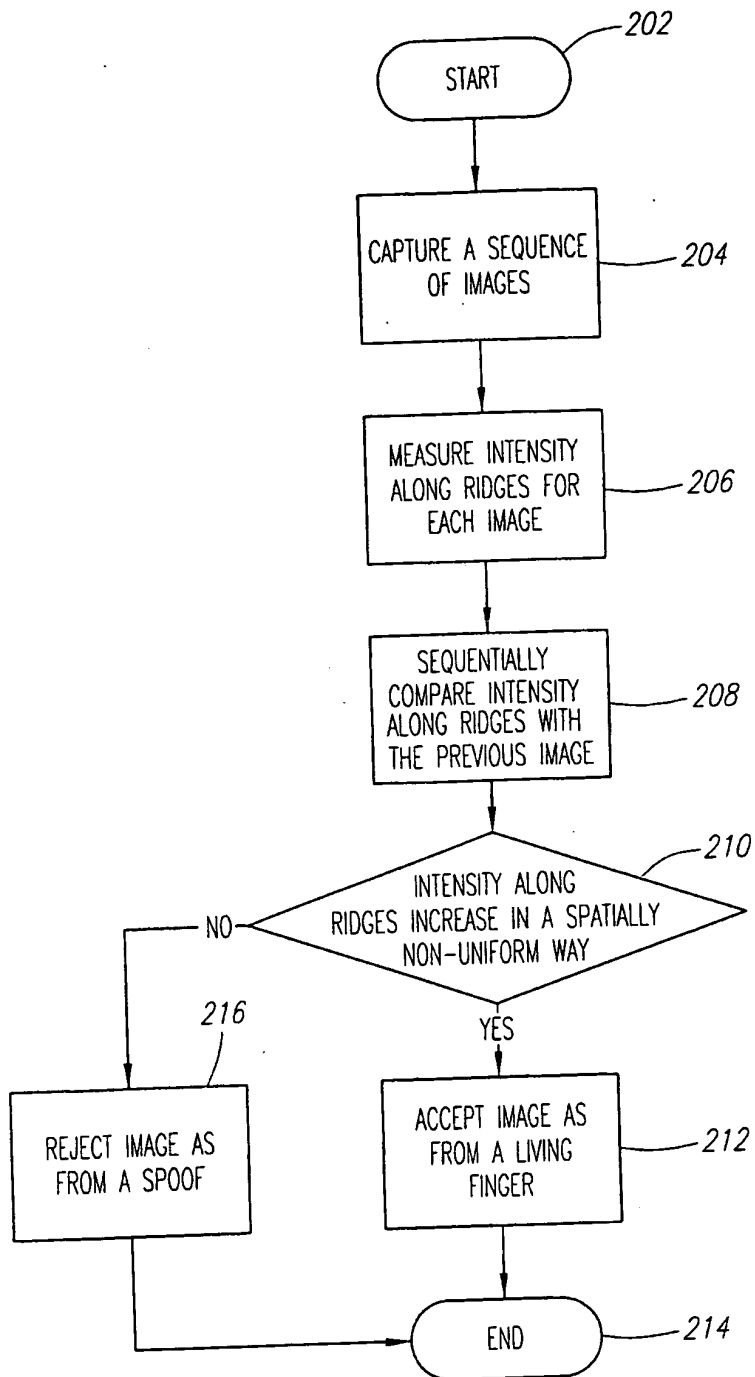 202
START
CAPTURE A SEQUENCE
OF IMAGES
204
MEASURE INTENSITY
ALONG RIDGES FOR
EACH IMAGE
206
SEQUENTIALLY
COMPARE INTENSITY
ALONG RIDGES WITH
THE PREVIOUS IMAGE
208
210
INTENSITY ALONG
RIDGES INCREASE IN A SPATIALLY
NON-UNIFORM WAY
NO
YES
216
REJECT IMAGE AS
FROM A SPOOF
ACCEPT IMAGE AS
FROM A LIVING
FINGER
212
END
214